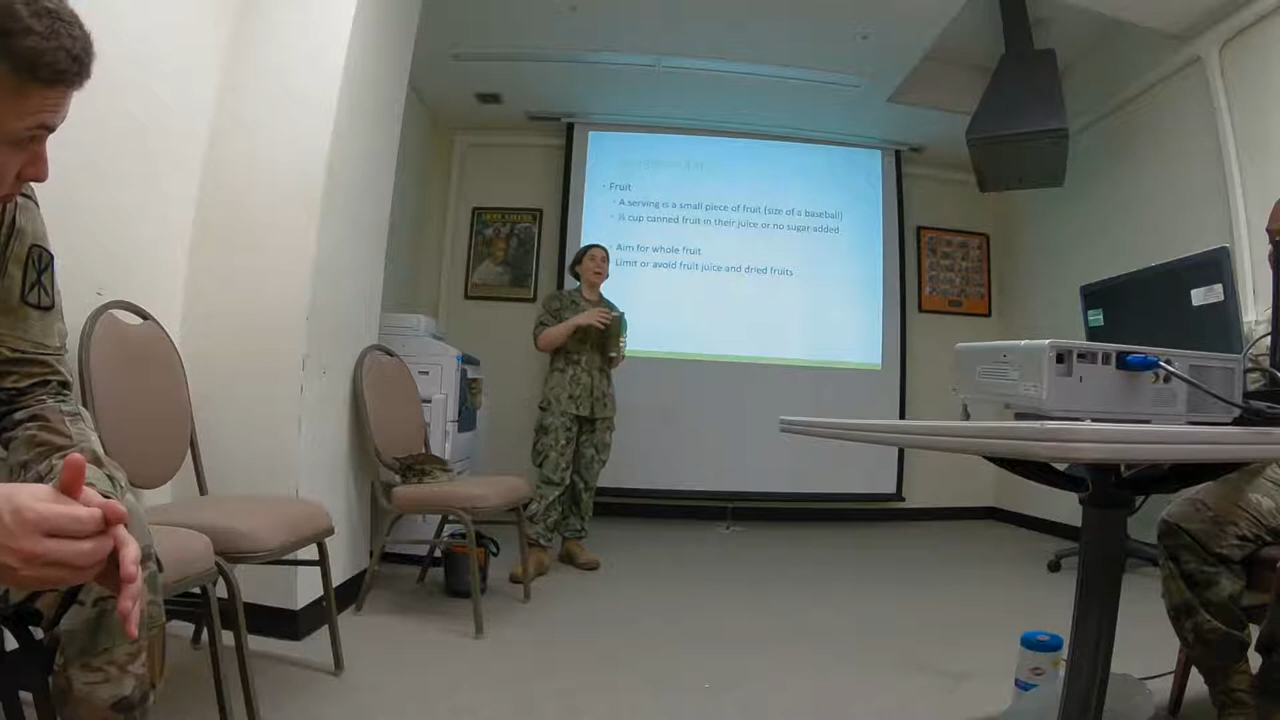 • Fruit
• A serving is a small piece of fruit (size of a baseball)
• ½ cup canned fruit in their juice or no sugar added
• Aim for whole fruit
Limit or avoid fruit juice and dried fruits